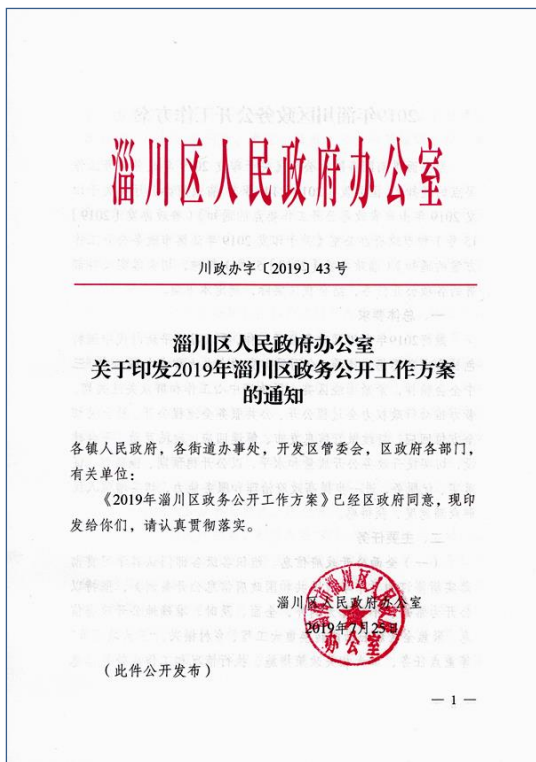 淄川区人民政府办公室
川政办字〔2019〕43号
淄川区人民政府办公室
关于印发2019年淄川区政务公开工作方案
的通知
各镇人民政府，各街道办事处，开发区管委会，区政府各部门，
有关单位：
《2019年淄川区政务公开工作方案》已经区政府同意，现印
发给你们，请认真贯彻落实。
淄川区人民政府办公室
2019年7月25日
办公室
（此件公开发布）
— 1 —